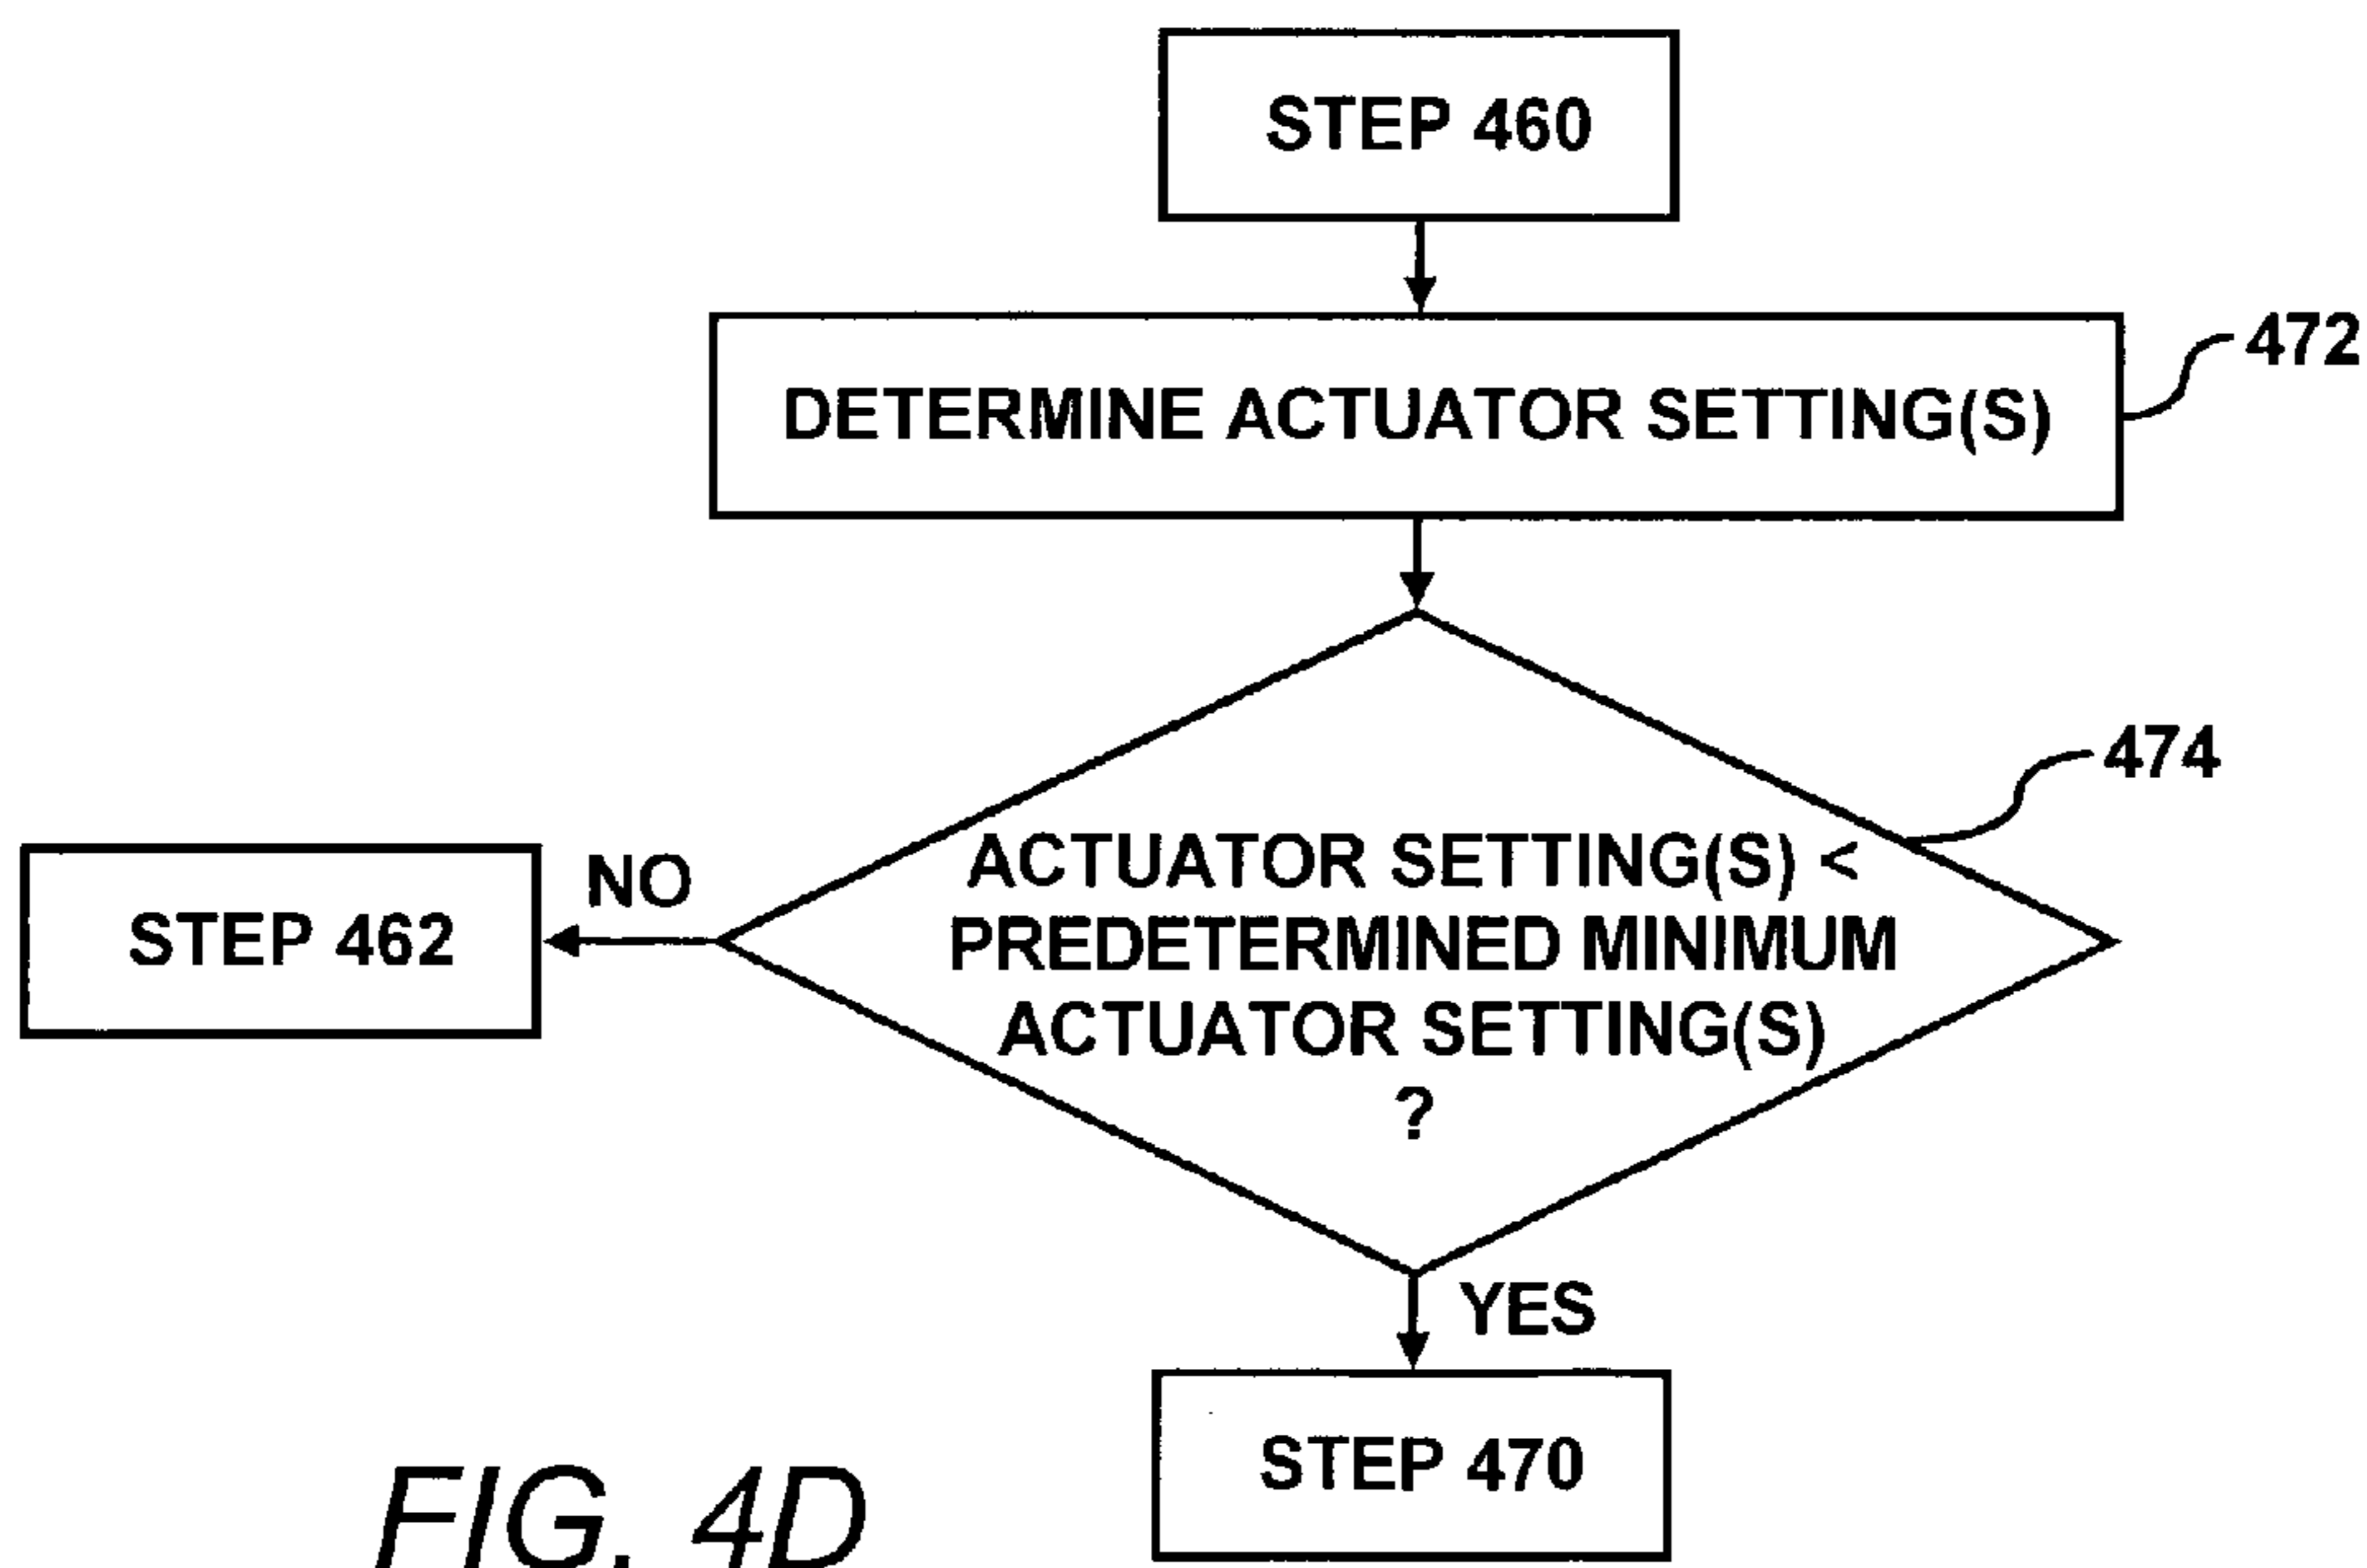 STEP 460
DETERMINE ACTUATOR SETTING(S)
472
474
ACTUATOR SETTING(S) <
PREDETERMINED MINIMUM
ACTUATOR SETTING(S)
?
NO
STEP 462
YES
STEP 470
FIG. 4D